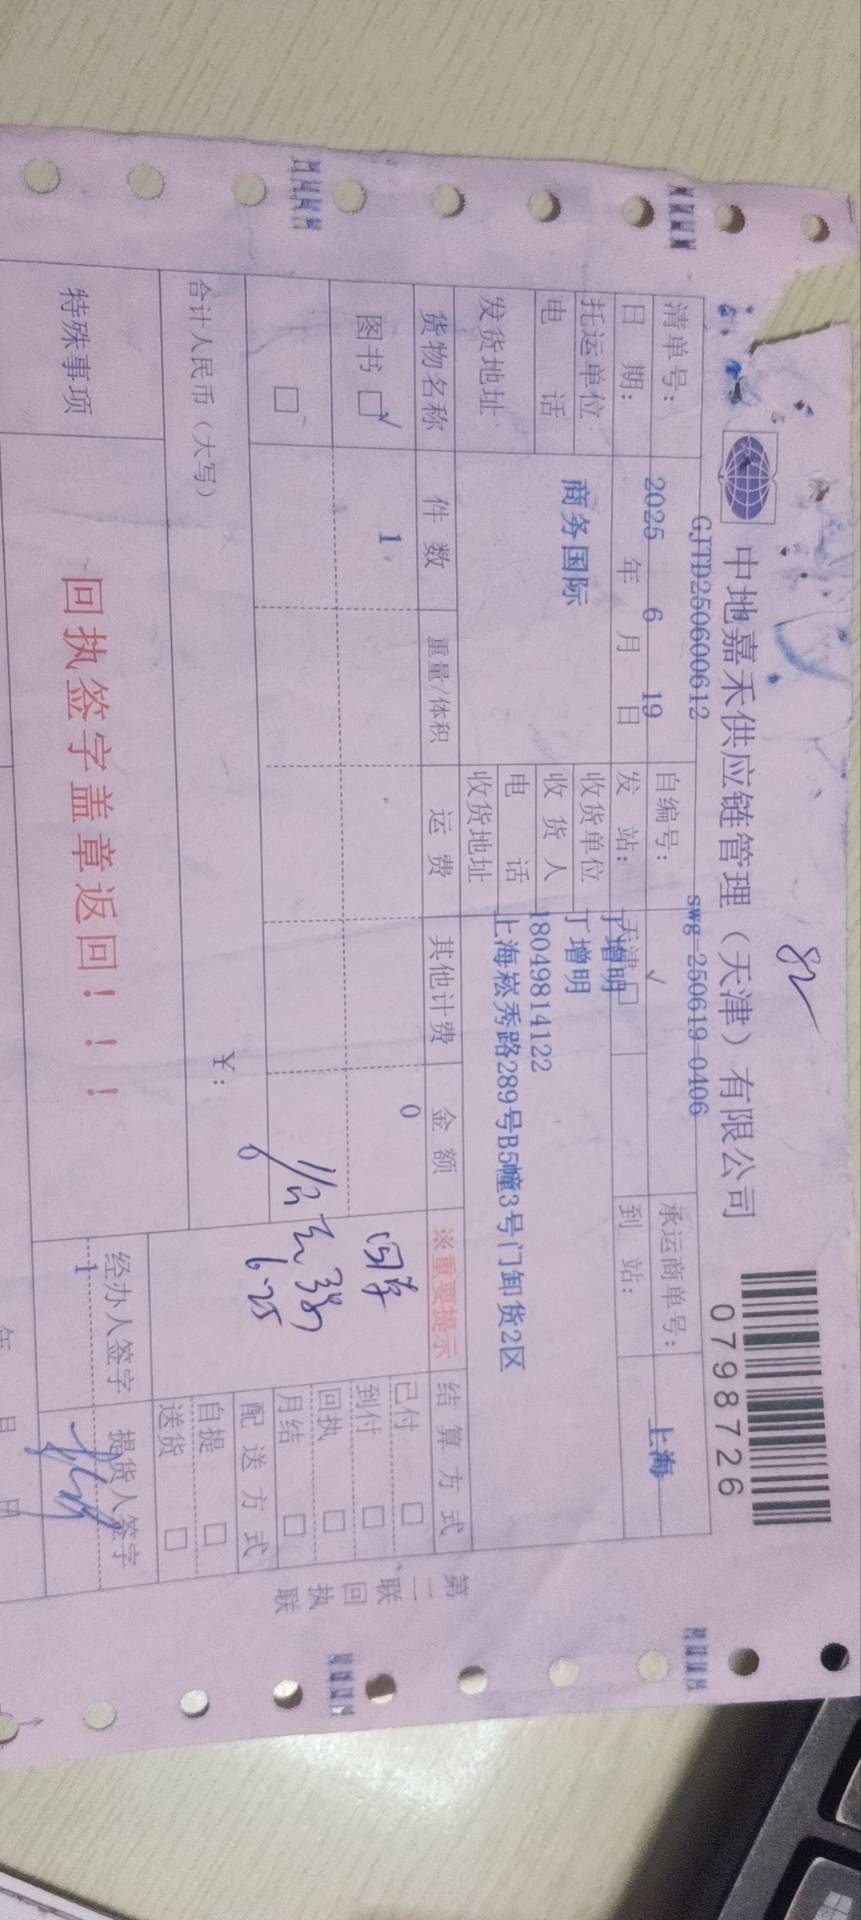 82
中地嘉禾供应链管理（天津）有限公司
0798726
清单号： GJTD250600612 自编号： swg-250619-0406 承运商单号：
日 期： 2025 年 6 月 19 日 发 站： 天津 到 站： 上海
托运单位 商务国际 收货单位 丁增明
电 话 收 货 人 丁增明
发货地址 电 话 18049814122
收货地址 上海崧秀路289号B5幢3号门卸货2区
货物名称 件 数 重量/体积 运 费 其他计费 金 额 ※重要提示 结 算 方 式
图书 1 0 已付
到付
回执
月结
6.25
合计人民币（大写） ￥： 0
配 送 方 式
自提
送货
特殊事项
回执签字盖章返回！！！
经办人签字 提货人签字
1
年 月 日
第二联 回执联